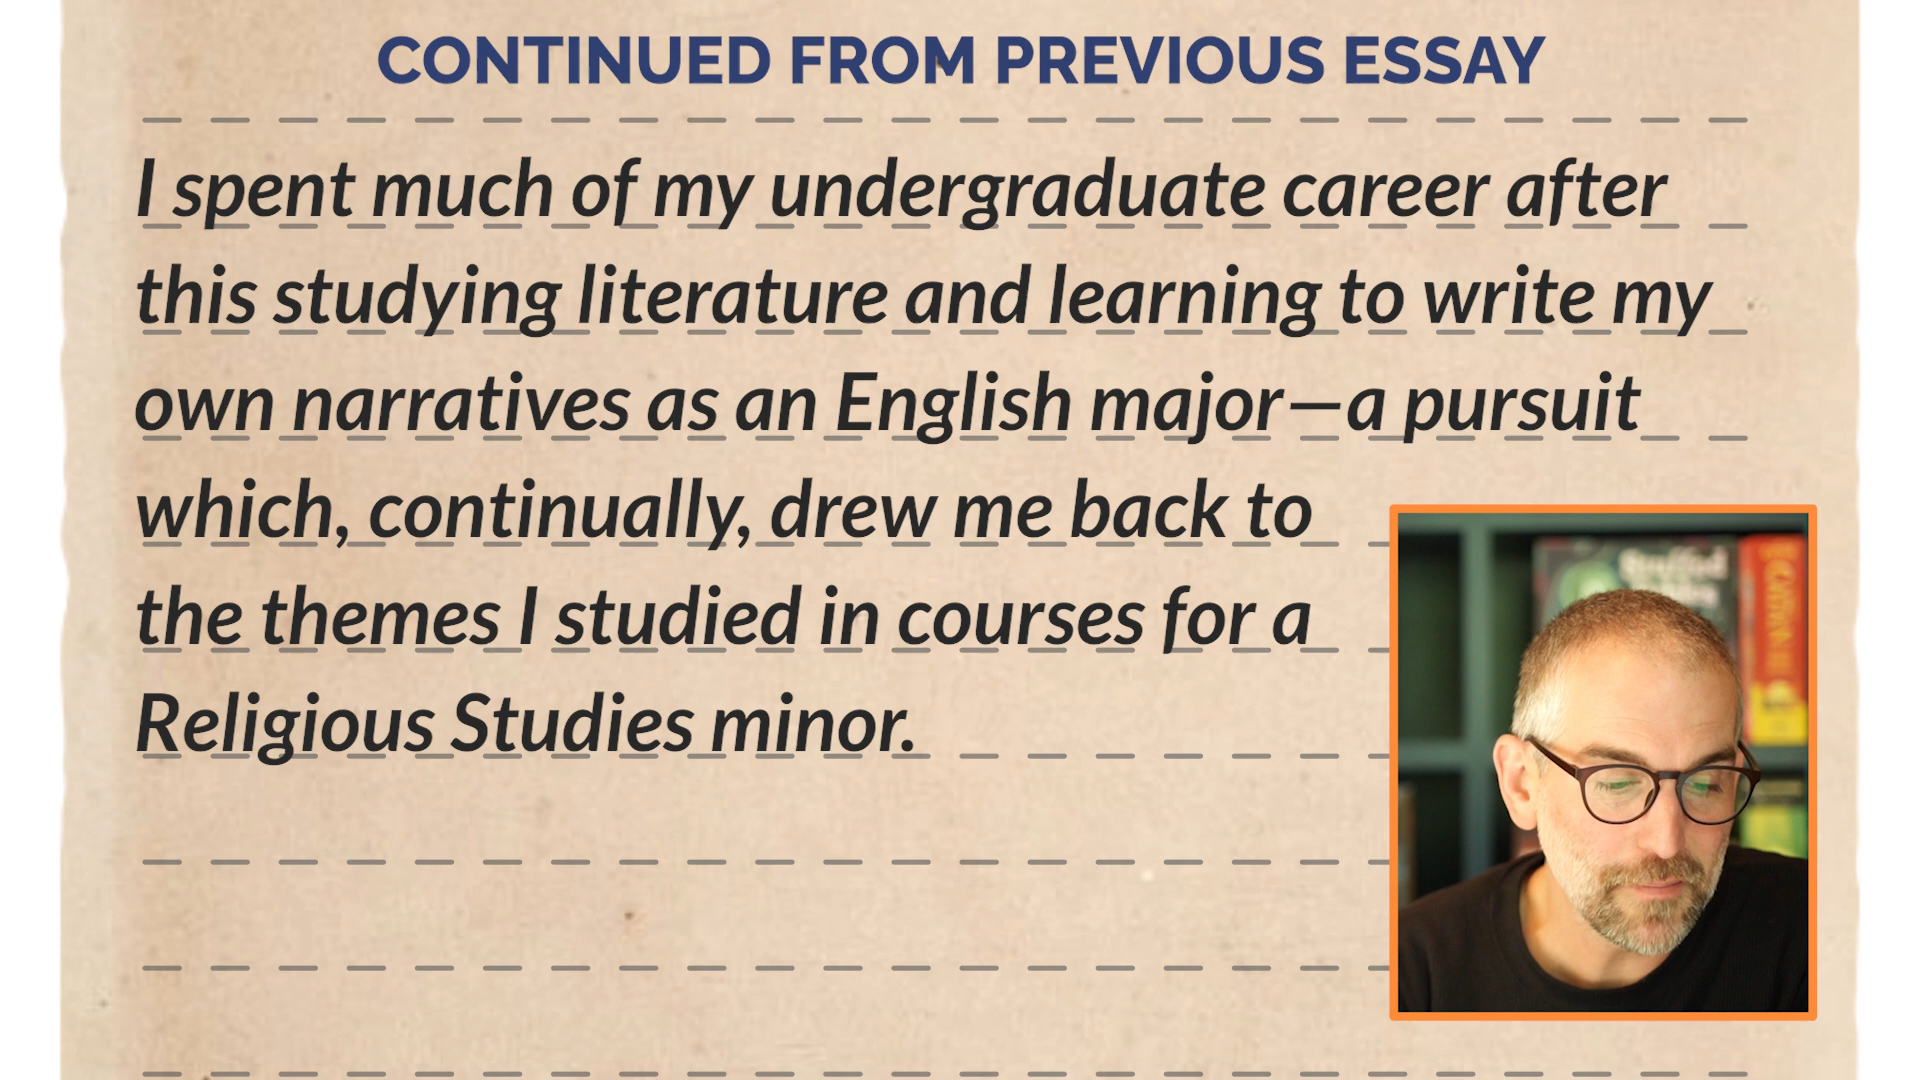 CONTINUED FROM PREVIOUS ESSAY
I spent much of my undergraduate career after
this studying literature and learning to write my
own narratives as an English major—a pursuit
which, continually, drew me back to
the themes I studied in courses for a
Religious Studies minor.